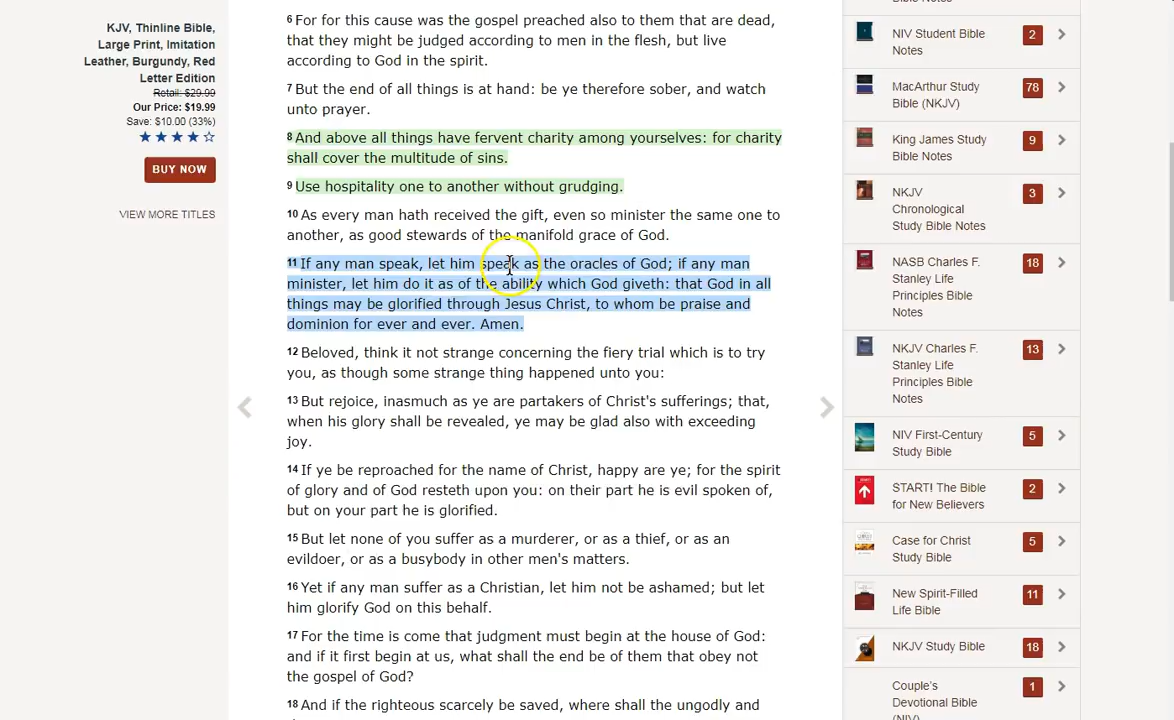 KJV, Thinline Bible,
Large Print, Imitation
Leather, Burgundy, Red
Letter Edition
Retail: $29.99
Our Price: $19.99
Save: $10.00 (33%)
BUY NOW
VIEW MORE TITLES
6 For for this cause was the gospel preached also to them that are dead,
that they might be judged according to men in the flesh, but live
according to God in the spirit.
7 But the end of all things is at hand: be ye therefore sober, and watch
unto prayer.
8 And above all things have fervent charity among yourselves: for charity
shall cover the multitude of sins.
9 Use hospitality one to another without grudging.
10 As every man hath received the gift, even so minister the same one to
another, as good stewards of the manifold grace of God.
11 If any man speak, let him speak as the oracles of God; if any man
minister, let him do it as of the ability which God giveth: that God in all
things may be glorified through Jesus Christ, to whom be praise and
dominion for ever and ever. Amen.
12 Beloved, think it not strange concerning the fiery trial which is to try
you, as though some strange thing happened unto you:
13 But rejoice, inasmuch as ye are partakers of Christ's sufferings; that,
when his glory shall be revealed, ye may be glad also with exceeding
joy.
14 If ye be reproached for the name of Christ, happy are ye; for the spirit
of glory and of God resteth upon you: on their part he is evil spoken of,
but on your part he is glorified.
15 But let none of you suffer as a murderer, or as a thief, or as an
evildoer, or as a busybody in other men's matters.
16 Yet if any man suffer as a Christian, let him not be ashamed; but let
him glorify God on this behalf.
17 For the time is come that judgment must begin at the house of God:
and if it first begin at us, what shall the end be of them that obey not
the gospel of God?
18 And if the righteous scarcely be saved, where shall the ungodly and
NIV Student Bible
Notes
2
MacArthur Study
Bible (NKJV)
78
King James Study
Bible Notes
9
NKJV
Chronological
Study Bible Notes
3
NASB Charles F.
Stanley Life
Principles Bible
Notes
18
NKJV Charles F.
Stanley Life
Principles Bible
Notes
13
NIV First-Century
Study Bible
5
START! The Bible
for New Believers
2
Case for Christ
Study Bible
5
New Spirit-Filled
Life Bible
11
NKJV Study Bible
18
Couple's
Devotional Bible
(NIV)
1